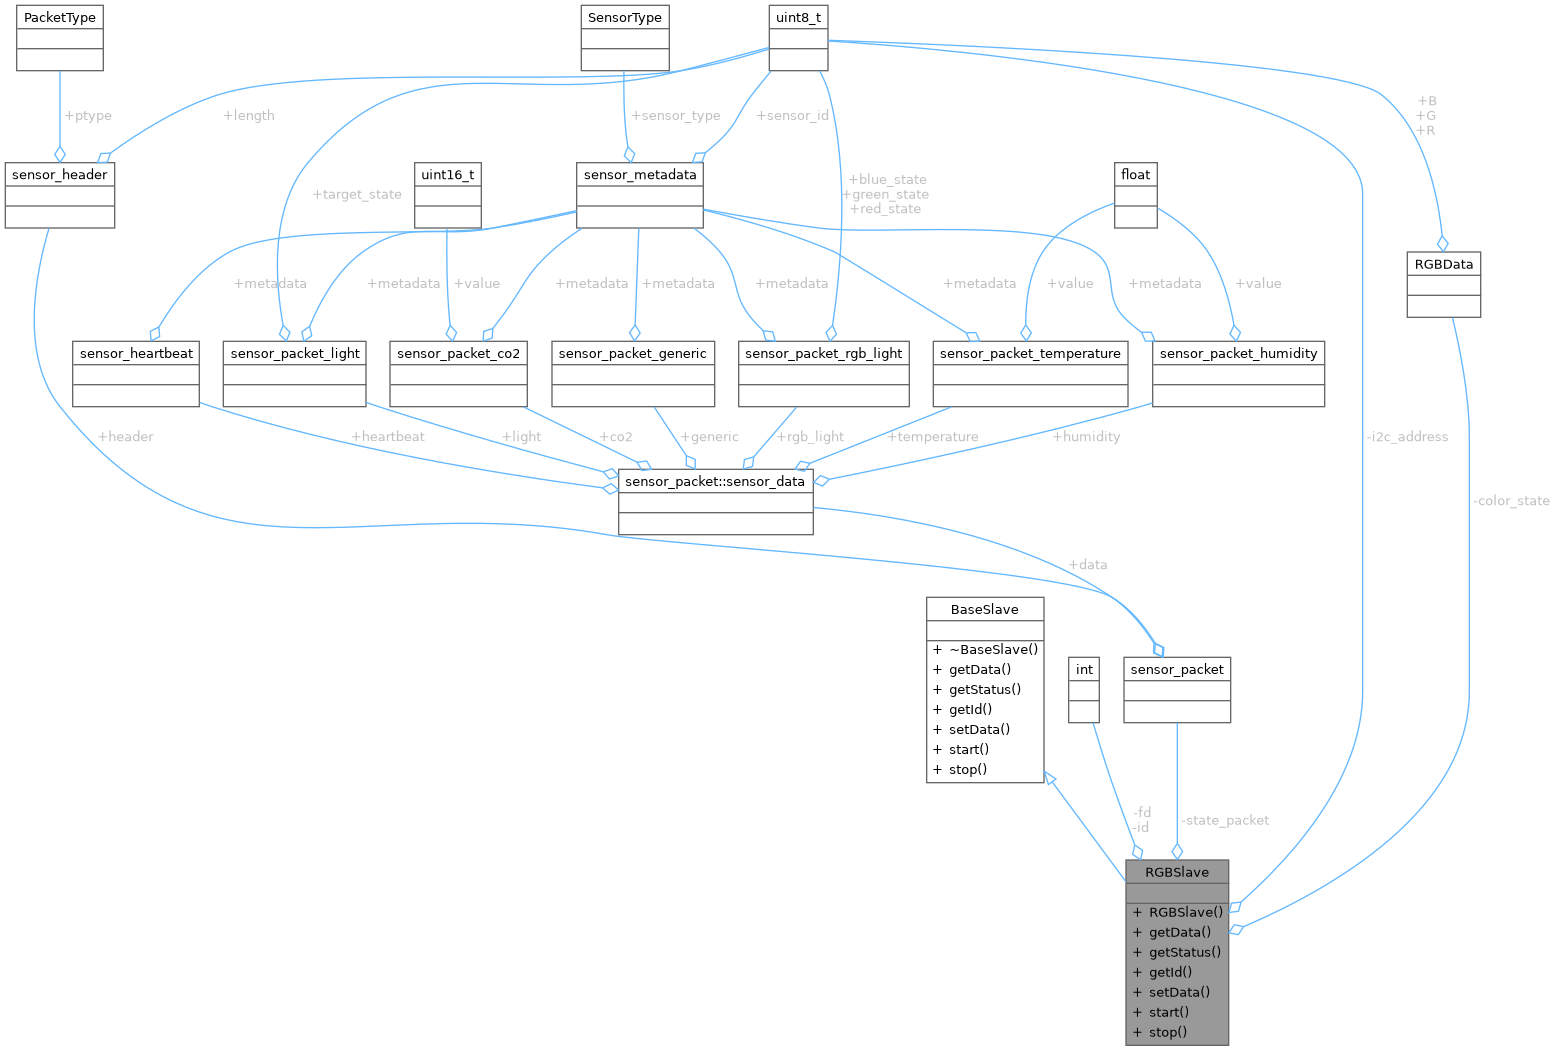 PacketType
SensorType
uint8_t
+ptype
+length
+sensor_type
+sensor_id
+B
+G
+R
sensor_header
uint16_t
sensor_metadata
float
+target_state
+blue_state
+green_state
+red_state
RGBData
+metadata
+metadata
+value
+metadata
+metadata
+metadata
+metadata
+value
+metadata
+value
sensor_heartbeat
sensor_packet_light
sensor_packet_co2
sensor_packet_generic
sensor_packet_rgb_light
sensor_packet_temperature
sensor_packet_humidity
+header
+heartbeat
+light
+co2
+generic
+rgb_light
+temperature
+humidity
-i2c_address
sensor_packet::sensor_data
-color_state
+data
BaseSlave
+ ~BaseSlave()
+ getData()
+ getStatus()
+ getId()
+ setData()
+ start()
+ stop()
int
sensor_packet
-fd
-id
-state_packet
RGBSlave
+ RGBSlave()
+ getData()
+ getStatus()
+ getId()
+ setData()
+ start()
+ stop()